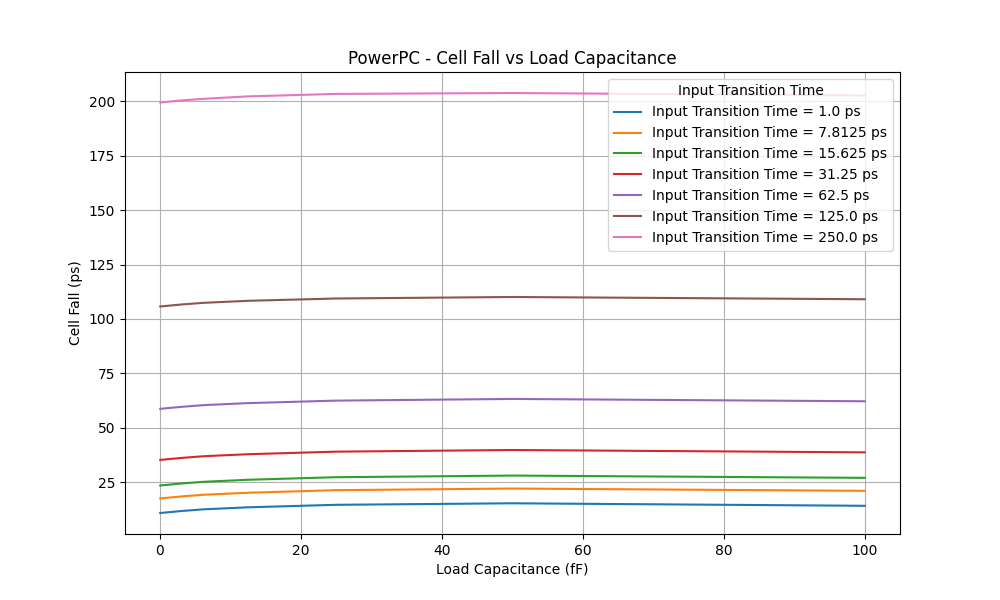 PowerPC - Cell Fall vs Load Capacitance
Input Transition Time
Input Transition Time = 1.0 ps
Input Transition Time = 7.8125 ps
Input Transition Time = 15.625 ps
Input Transition Time = 31.25 ps
Input Transition Time = 62.5 ps
Input Transition Time = 125.0 ps
Input Transition Time = 250.0 ps
Cell Fall (ps)
200
175
150
125
100
75
50
25
0 20 40 60 80 100
Load Capacitance (fF)